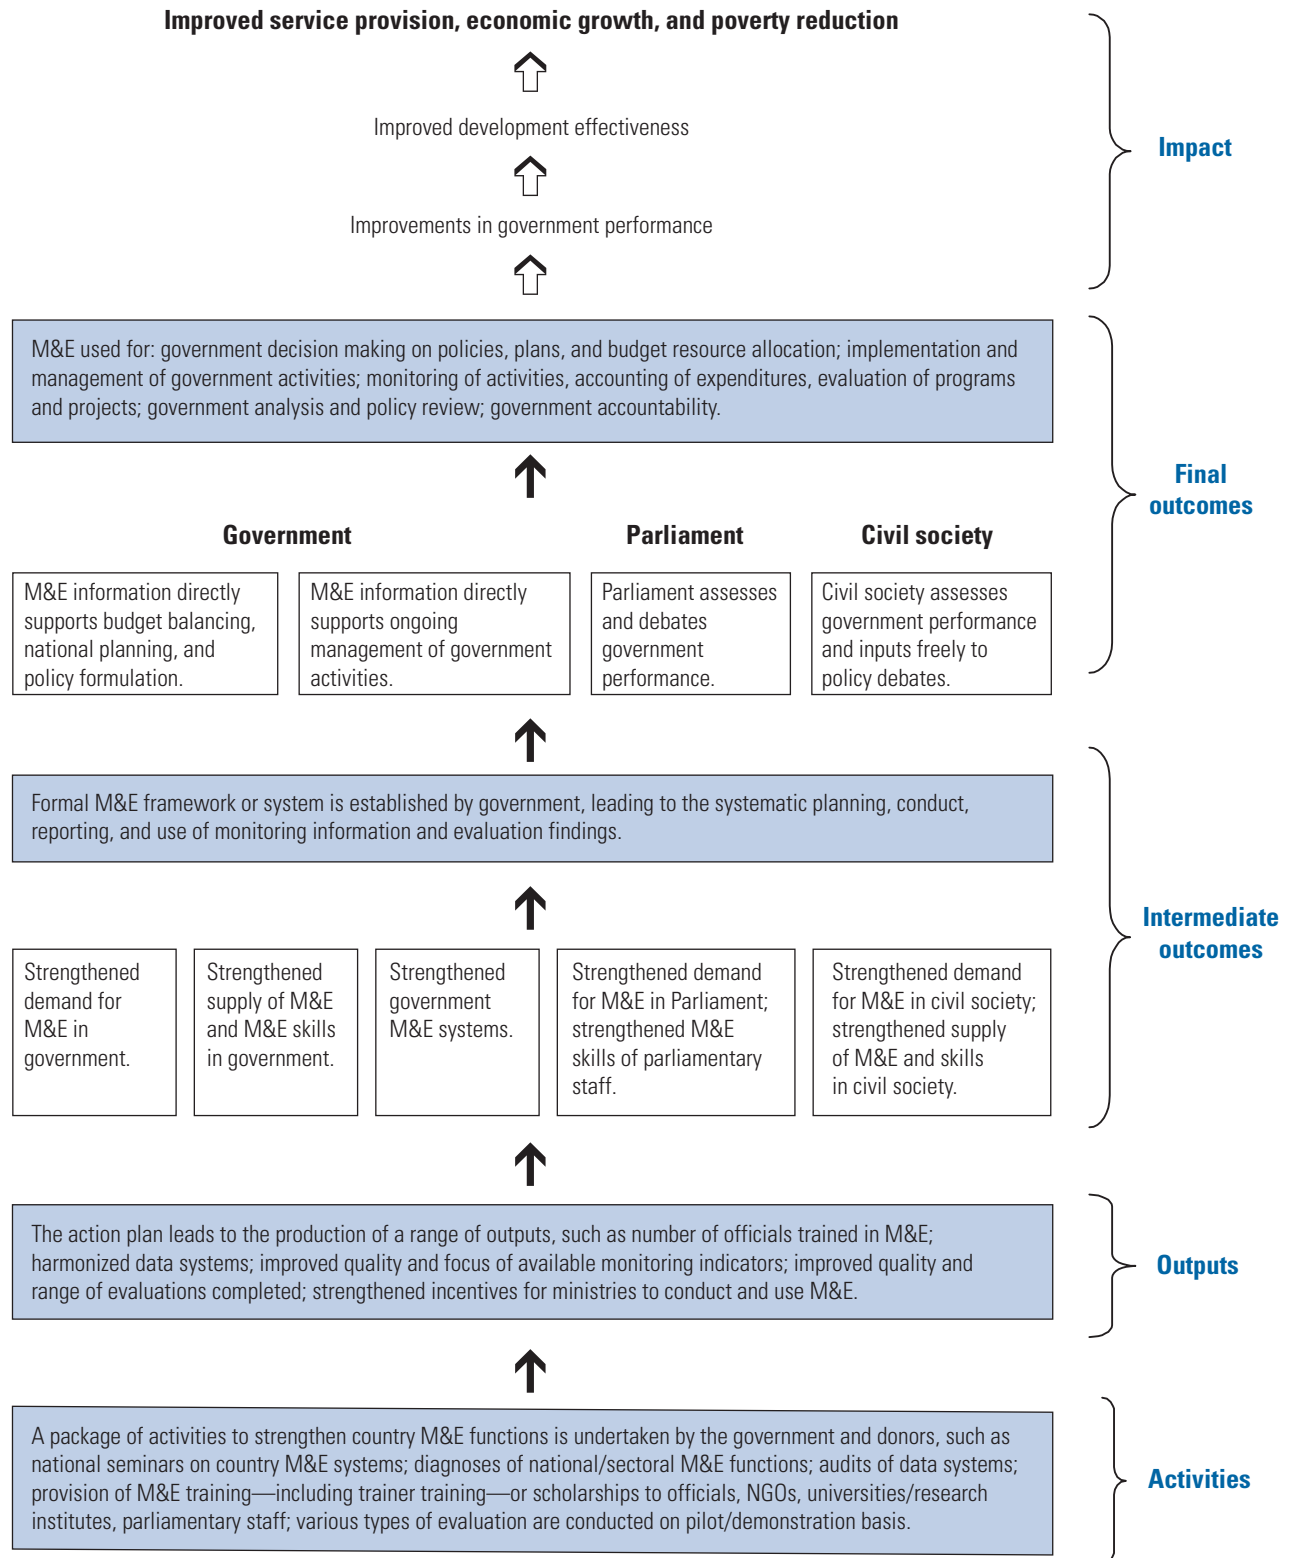 Improved service provision, economic growth, and poverty reduction
Improved development effectiveness
Impact
Improvements in government performance
M&E used for: government decision making on policies, plans, and budget resource allocation; implementation and
management of government activities; monitoring of activities, accounting of expenditures, evaluation of programs
and projects; government analysis and policy review; government accountability.
Final
outcomes
Government
Parliament
Civil society
M&E information directly
supports budget balancing,
national planning, and
policy formulation.
M&E information directly
supports ongoing
management of government
activities.
Parliament assesses
and debates
government
performance.
Civil society assesses
government performance
and inputs freely to
policy debates.
Formal M&E framework or system is established by government, leading to the systematic planning, conduct,
reporting, and use of monitoring information and evaluation findings.
Intermediate
outcomes
Strengthened
demand for
M&E in
government.
Strengthened
supply of M&E
and M&E skills
in government.
Strengthened
government
M&E systems.
Strengthened demand
for M&E in Parliament;
strengthened M&E
skills of parliamentary
staff.
Strengthened demand
for M&E in civil society;
strengthened supply
of M&E and skills
in civil society.
The action plan leads to the production of a range of outputs, such as number of officials trained in M&E;
harmonized data systems; improved quality and focus of available monitoring indicators; improved quality and
range of evaluations completed; strengthened incentives for ministries to conduct and use M&E.
Outputs
A package of activities to strengthen country M&E functions is undertaken by the government and donors, such as
national seminars on country M&E systems; diagnoses of national/sectoral M&E functions; audits of data systems;
provision of M&E training—including trainer training—or scholarships to officials, NGOs, universities/research
institutes, parliamentary staff; various types of evaluation are conducted on pilot/demonstration basis.
Activities